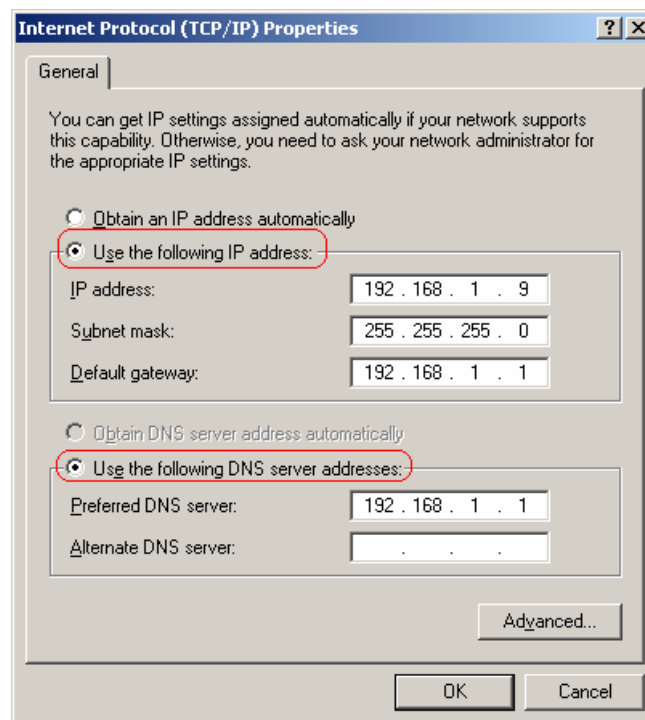 Internet Protocol (TCP/IP) Properties
General
You can get IP settings assigned automatically if your network supports
this capability. Otherwise, you need to ask your network administrator for
the appropriate IP settings.
Obtain an IP address automatically
Use the following IP address:
IP address: 192 . 168 . 1 . 9
Subnet mask: 255 . 255 . 255 . 0
Default gateway: 192 . 168 . 1 . 1
Obtain DNS server address automatically
Use the following DNS server addresses:
Preferred DNS server: 192 . 168 . 1 . 1
Alternate DNS server: . . .
Advanced...
OK Cancel